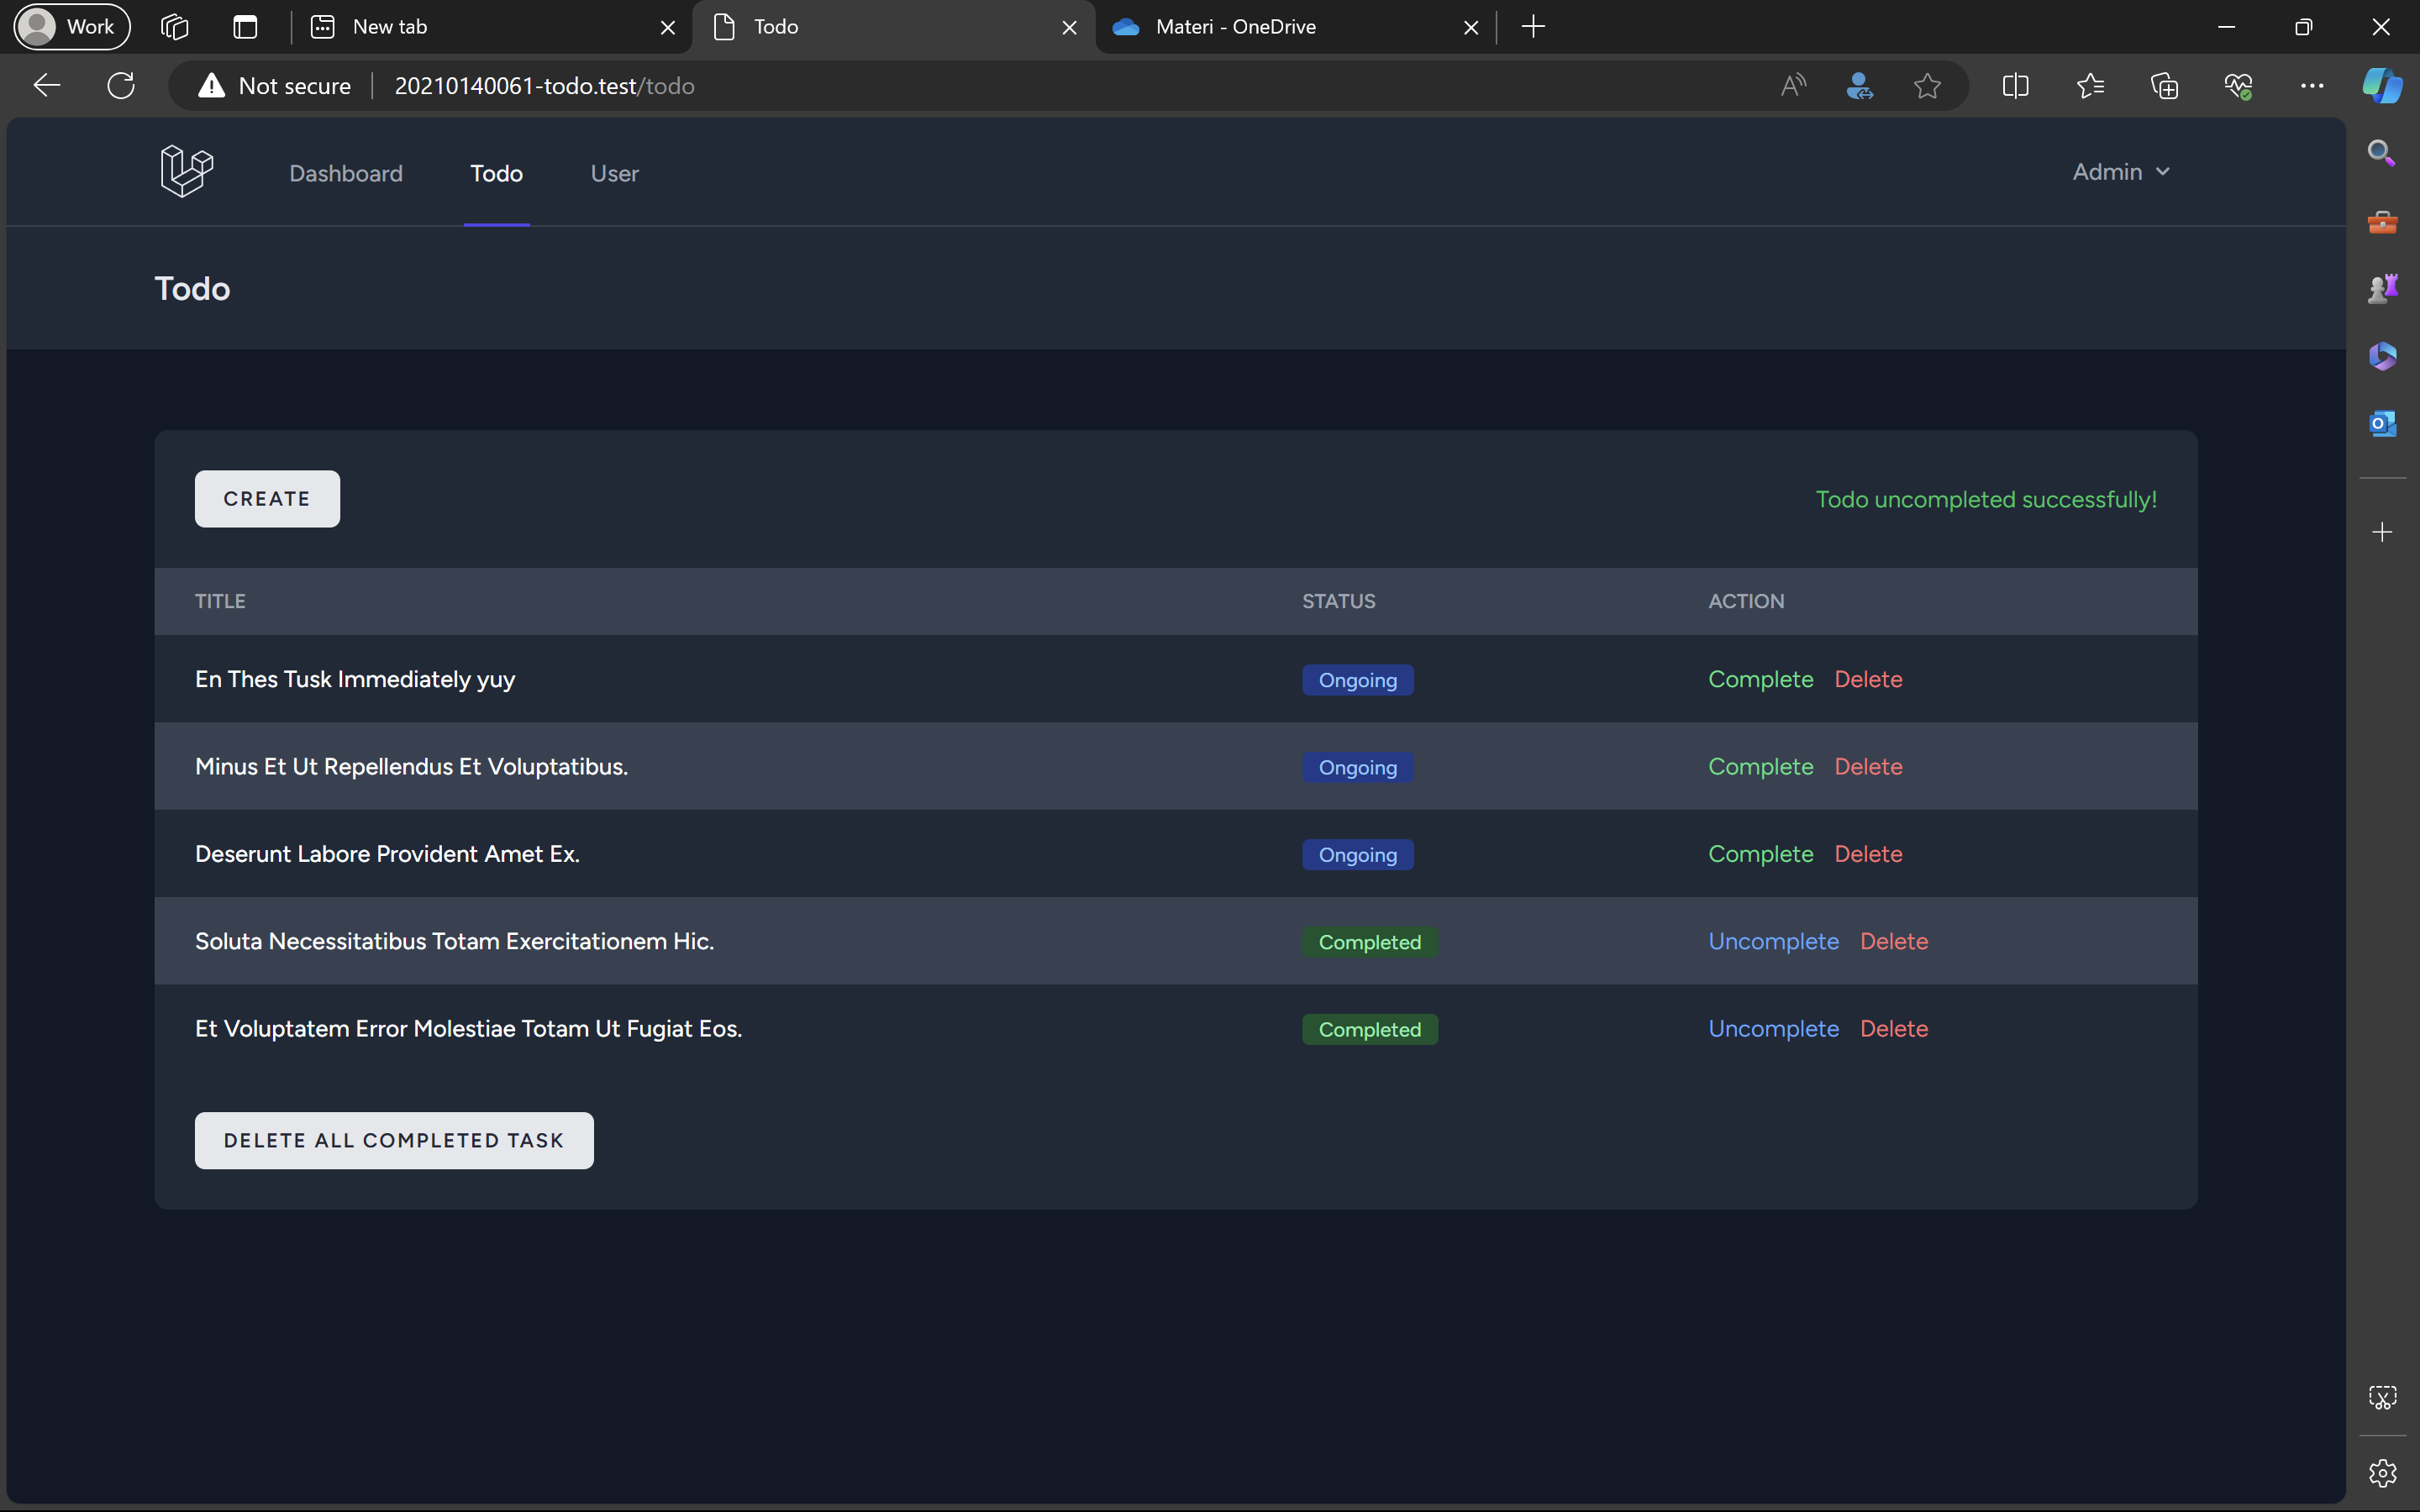 Work New tab Todo Materi - OneDrive
Not secure 20210140061-todo.test/todo
Dashboard Todo User Admin
Todo
CREATE Todo uncompleted successfully!
TITLE STATUS ACTION
En Thes Tusk Immediately yuy Ongoing Complete Delete
Minus Et Ut Repellendus Et Voluptatibus. Ongoing Complete Delete
Deserunt Labore Provident Amet Ex. Ongoing Complete Delete
Soluta Necessitatibus Totam Exercitationem Hic. Completed Uncomplete Delete
Et Voluptatem Error Molestiae Totam Ut Fugiat Eos. Completed Uncomplete Delete
DELETE ALL COMPLETED TASK